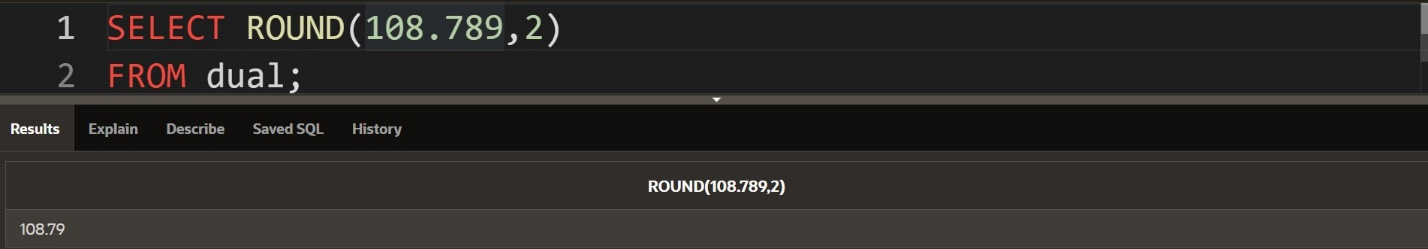 1 SELECT ROUND(108.789,2)
2 FROM dual;
Results Explain Describe Saved SQL History
ROUND(108.789,2)
108.79